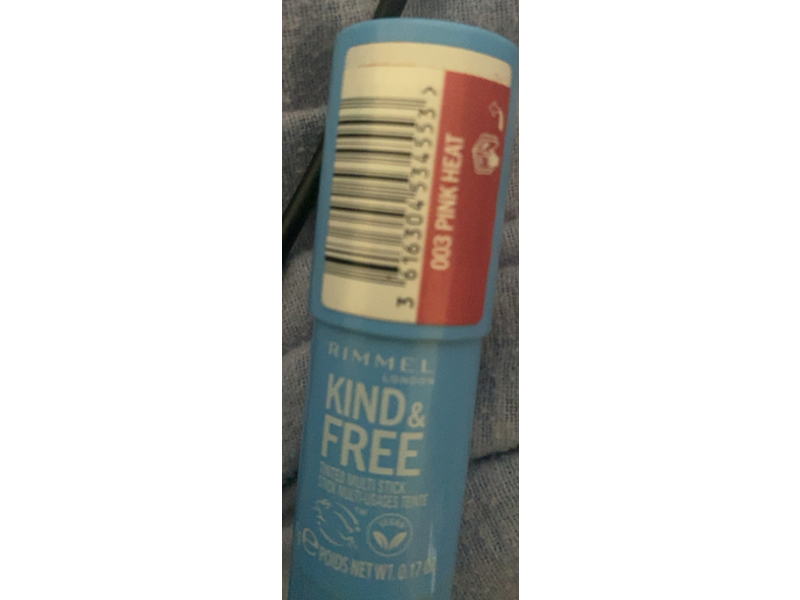 3 616304 534553 >
003 PINK HEAT
RIMMEL
LONDON
KIND &
FREE
TINTED MULTI STICK
STICK MULTI-USAGES TEINTÉ
VEGAN
e POIDS NET WT. 0.17